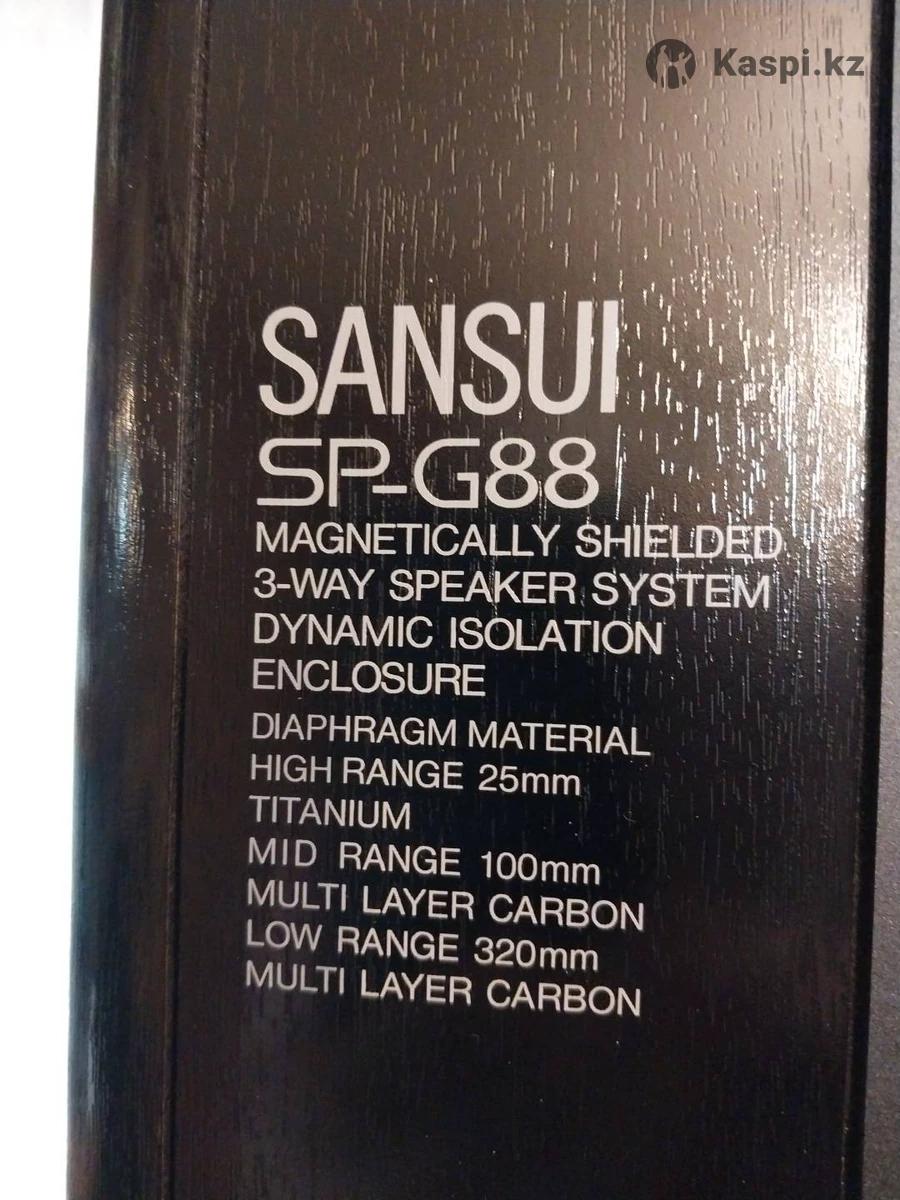 Kaspi.kz
SANSUI
SP-G88
MAGNETICALLY SHIELDED
3-WAY SPEAKER SYSTEM
DYNAMIC ISOLATION
ENCLOSURE
DIAPHRAGM MATERIAL
HIGH RANGE 25mm
TITANIUM
MID RANGE 100mm
MULTI LAYER CARBON
LOW RANGE 320mm
MULTI LAYER CARBON